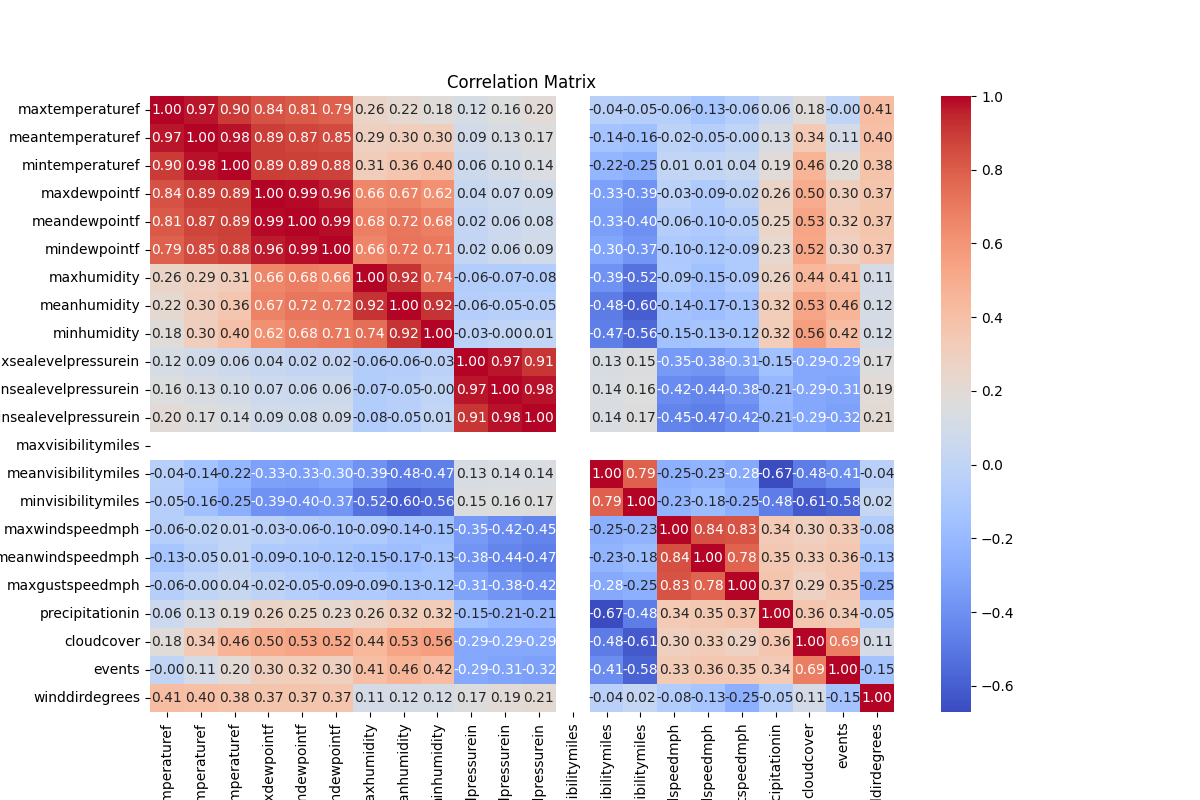 Correlation Matrix
maxtemperaturef 1.00 0.97 0.90 0.84 0.81 0.79 0.26 0.22 0.18 0.12 0.16 0.20 -0.04 -0.05 -0.06 -0.13 -0.06 0.06 0.18 -0.00 0.41
meantemperaturef 0.97 1.00 0.98 0.89 0.87 0.85 0.29 0.30 0.30 0.09 0.13 0.17 -0.14 -0.16 -0.02 -0.05 -0.00 0.13 0.34 0.11 0.40
mintemperaturef 0.90 0.98 1.00 0.89 0.89 0.88 0.31 0.36 0.40 0.06 0.10 0.14 -0.22 -0.25 0.01 0.01 0.04 0.19 0.46 0.20 0.38
maxdewpointf 0.84 0.89 0.89 1.00 0.99 0.96 0.66 0.67 0.62 0.04 0.07 0.09 -0.33 -0.39 -0.03 -0.09 -0.02 0.26 0.50 0.30 0.37
meandewpointf 0.81 0.87 0.89 0.99 1.00 0.99 0.68 0.72 0.68 0.02 0.06 0.08 -0.33 -0.40 -0.06 -0.10 -0.05 0.25 0.53 0.32 0.37
mindewpointf 0.79 0.85 0.88 0.96 0.99 1.00 0.66 0.72 0.71 0.02 0.06 0.09 -0.30 -0.37 -0.10 -0.12 -0.09 0.23 0.52 0.30 0.37
maxhumidity 0.26 0.29 0.31 0.66 0.68 0.66 1.00 0.92 0.74 -0.06 -0.07 -0.08 -0.39 -0.52 -0.09 -0.15 -0.09 0.26 0.44 0.41 0.11
meanhumidity 0.22 0.30 0.36 0.67 0.72 0.72 0.92 1.00 0.92 -0.06 -0.05 -0.05 -0.48 -0.60 -0.14 -0.17 -0.13 0.32 0.53 0.46 0.12
minhumidity 0.18 0.30 0.40 0.62 0.68 0.71 0.74 0.92 1.00 -0.03 -0.00 0.01 -0.47 -0.56 -0.15 -0.13 -0.12 0.32 0.56 0.42 0.12
xsealevelpressurein 0.12 0.09 0.06 0.04 0.02 0.02 -0.06 -0.06 -0.03 1.00 0.97 0.91 0.13 0.15 -0.35 -0.38 -0.31 -0.15 -0.29 -0.29 0.17
nsealevelpressurein 0.16 0.13 0.10 0.07 0.06 0.06 -0.07 -0.05 -0.00 0.97 1.00 0.98 0.14 0.16 -0.42 -0.44 -0.38 -0.21 -0.29 -0.31 0.19
nsealevelpressurein 0.20 0.17 0.14 0.09 0.08 0.09 -0.08 -0.05 0.01 0.91 0.98 1.00 0.14 0.17 -0.45 -0.47 -0.42 -0.21 -0.29 -0.32 0.21
maxvisibilitymiles
meanvisibilitymiles -0.04 -0.14 -0.22 -0.33 -0.33 -0.30 -0.39 -0.48 -0.47 0.13 0.14 0.14 1.00 0.79 -0.25 -0.23 -0.28 -0.67 -0.48 -0.41 -0.04
minvisibilitymiles -0.05 -0.16 -0.25 -0.39 -0.40 -0.37 -0.52 -0.60 -0.56 0.15 0.16 0.17 0.79 1.00 -0.23 -0.18 -0.25 -0.48 -0.61 -0.58 0.02
maxwindspeedmph -0.06 -0.02 0.01 -0.03 -0.06 -0.10 -0.09 -0.14 -0.15 -0.35 -0.42 -0.45 -0.25 -0.23 1.00 0.84 0.83 0.34 0.30 0.33 -0.08
meanwindspeedmph -0.13 -0.05 0.01 -0.09 -0.10 -0.12 -0.15 -0.17 -0.13 -0.38 -0.44 -0.47 -0.23 -0.18 0.84 1.00 0.78 0.35 0.33 0.36 -0.13
maxgustspeedmph -0.06 -0.00 0.04 -0.02 -0.05 -0.09 -0.09 -0.13 -0.12 -0.31 -0.38 -0.42 -0.28 -0.25 0.83 0.78 1.00 0.37 0.29 0.35 -0.25
precipitationin 0.06 0.13 0.19 0.26 0.25 0.23 0.26 0.32 0.32 -0.15 -0.21 -0.21 -0.67 -0.48 0.34 0.35 0.37 1.00 0.36 0.34 -0.05
cloudcover 0.18 0.34 0.46 0.50 0.53 0.52 0.44 0.53 0.56 -0.29 -0.29 -0.29 -0.48 -0.61 0.30 0.33 0.29 0.36 1.00 0.69 0.11
events -0.00 0.11 0.20 0.30 0.32 0.30 0.41 0.46 0.42 -0.29 -0.31 -0.32 -0.41 -0.58 0.33 0.36 0.35 0.34 0.69 1.00 -0.15
winddirdegrees 0.41 0.40 0.38 0.37 0.37 0.37 0.11 0.12 0.12 0.17 0.19 0.21 -0.04 0.02 -0.08 -0.13 -0.25 -0.05 0.11 -0.15 1.00
mperaturef
mperaturef
mperaturef
xdewpointf
ndewpointf
ndewpointf
axhumidity
anhumidity
inhumidity
lpressurein
lpressurein
lpressurein
ibilitymiles
ibilitymiles
ibilitymiles
lspeedmph
lspeedmph
tspeedmph
cipitationin
cloudcover
events
ddirdegrees
1.0
0.8
0.6
0.4
0.2
0.0
−0.2
−0.4
−0.6